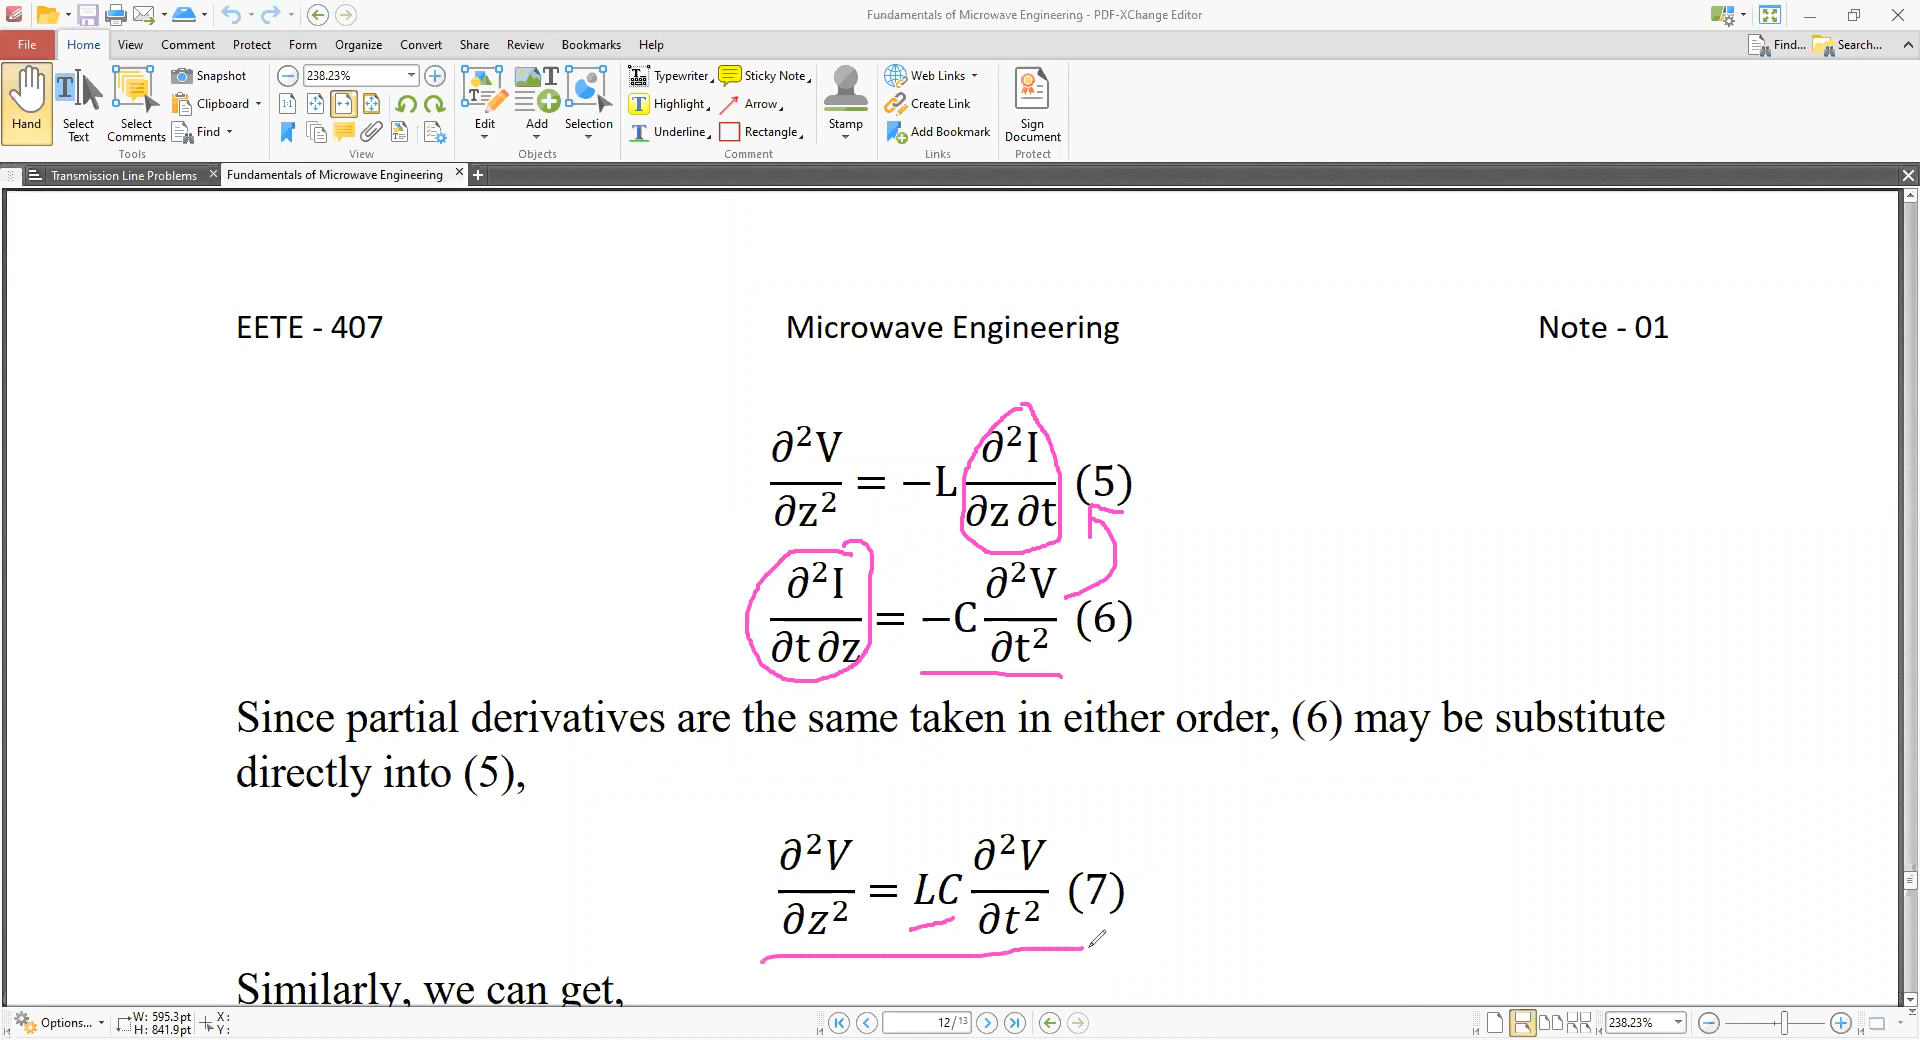 Fundamentals of Microwave Engineering - PDF-XChange Editor
File Home View Comment Protect Form Organize Convert Share Review Bookmarks Help Find... Search...
Hand
Select Text
Select Comments
Snapshot
Clipboard
Find
Tools
238.23%
1:1
View
Edit
Add
Selection
Objects
Typewriter
Sticky Note
Highlight
Arrow
Underline
Rectangle
Comment
Stamp
Web Links
Create Link
Add Bookmark
Links
Sign Document
Protect
Transmission Line Problems
Fundamentals of Microwave Engineering
EETE - 407 Microwave Engineering Note - 01
∂²V/∂z² = −L ∂²I/∂z ∂t (5)
∂²I/∂t ∂z = −C ∂²V/∂t² (6)
Since partial derivatives are the same taken in either order, (6) may be substitute
directly into (5),
∂²V/∂z² = LC ∂²V/∂t² (7)
Similarly, we can get,
Options...
W: 595.3pt
H: 841.9pt
X:
Y:
12/13
238.23%